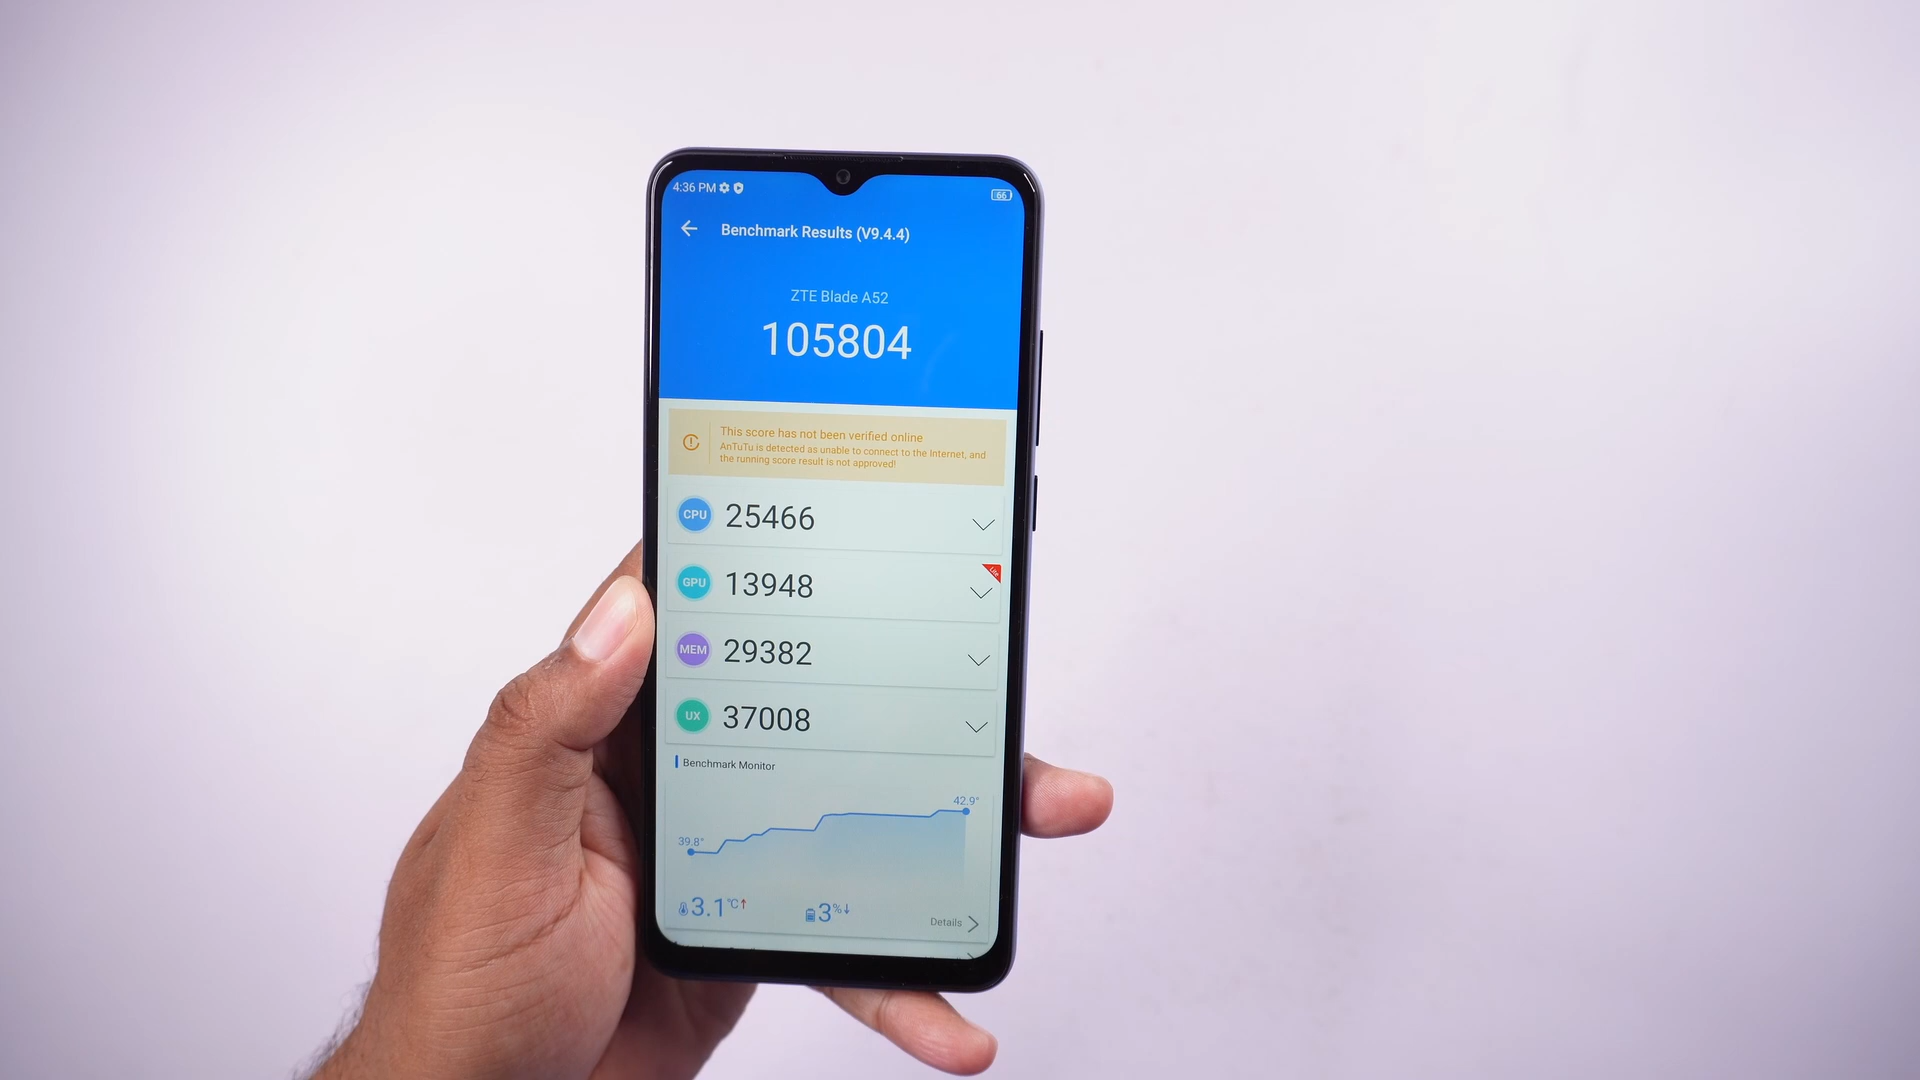 4:36 PM
66
Benchmark Results (V9.4.4)
ZTE Blade A52
105804
This score has not been verified online
AnTuTu is detected as unable to connect to the Internet, and
the running score result is not approved!
CPU 25466
Lite
GPU 13948
MEM 29382
UX 37008
Benchmark Monitor
42.9°
39.8°
3.1°C↑
3%↓
Details